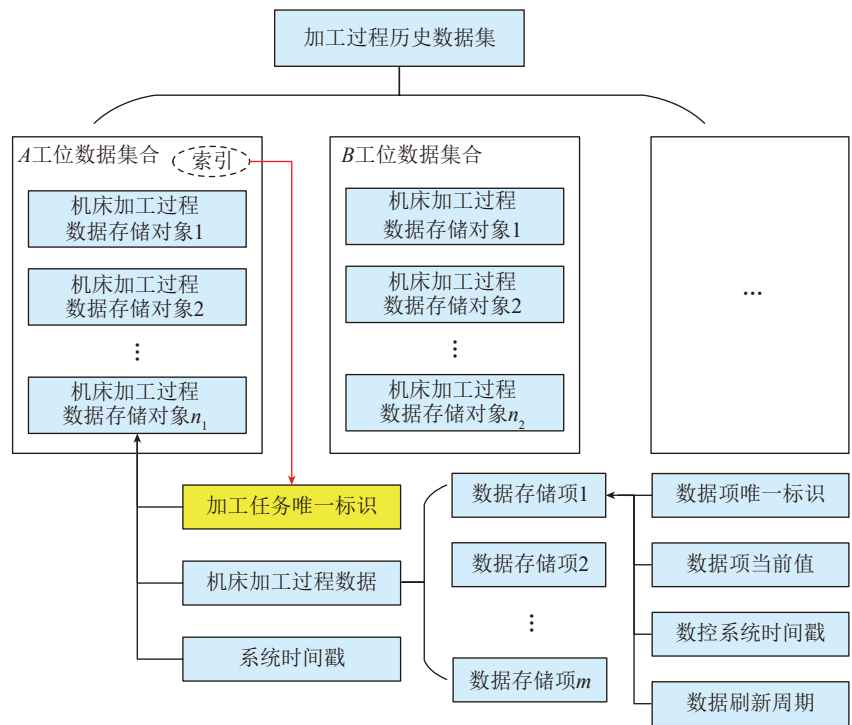 加工过程历史数据集
A工位数据集合
索引
机床加工过程
数据存储对象1
机床加工过程
数据存储对象2
⋮
机床加工过程
数据存储对象n₁
B工位数据集合
机床加工过程
数据存储对象1
机床加工过程
数据存储对象2
⋮
机床加工过程
数据存储对象n₂
…
加工任务唯一标识
机床加工过程数据
系统时间戳
数据存储项1
数据存储项2
⋮
数据存储项m
数据项唯一标识
数据项当前值
数控系统时间戳
数据刷新周期